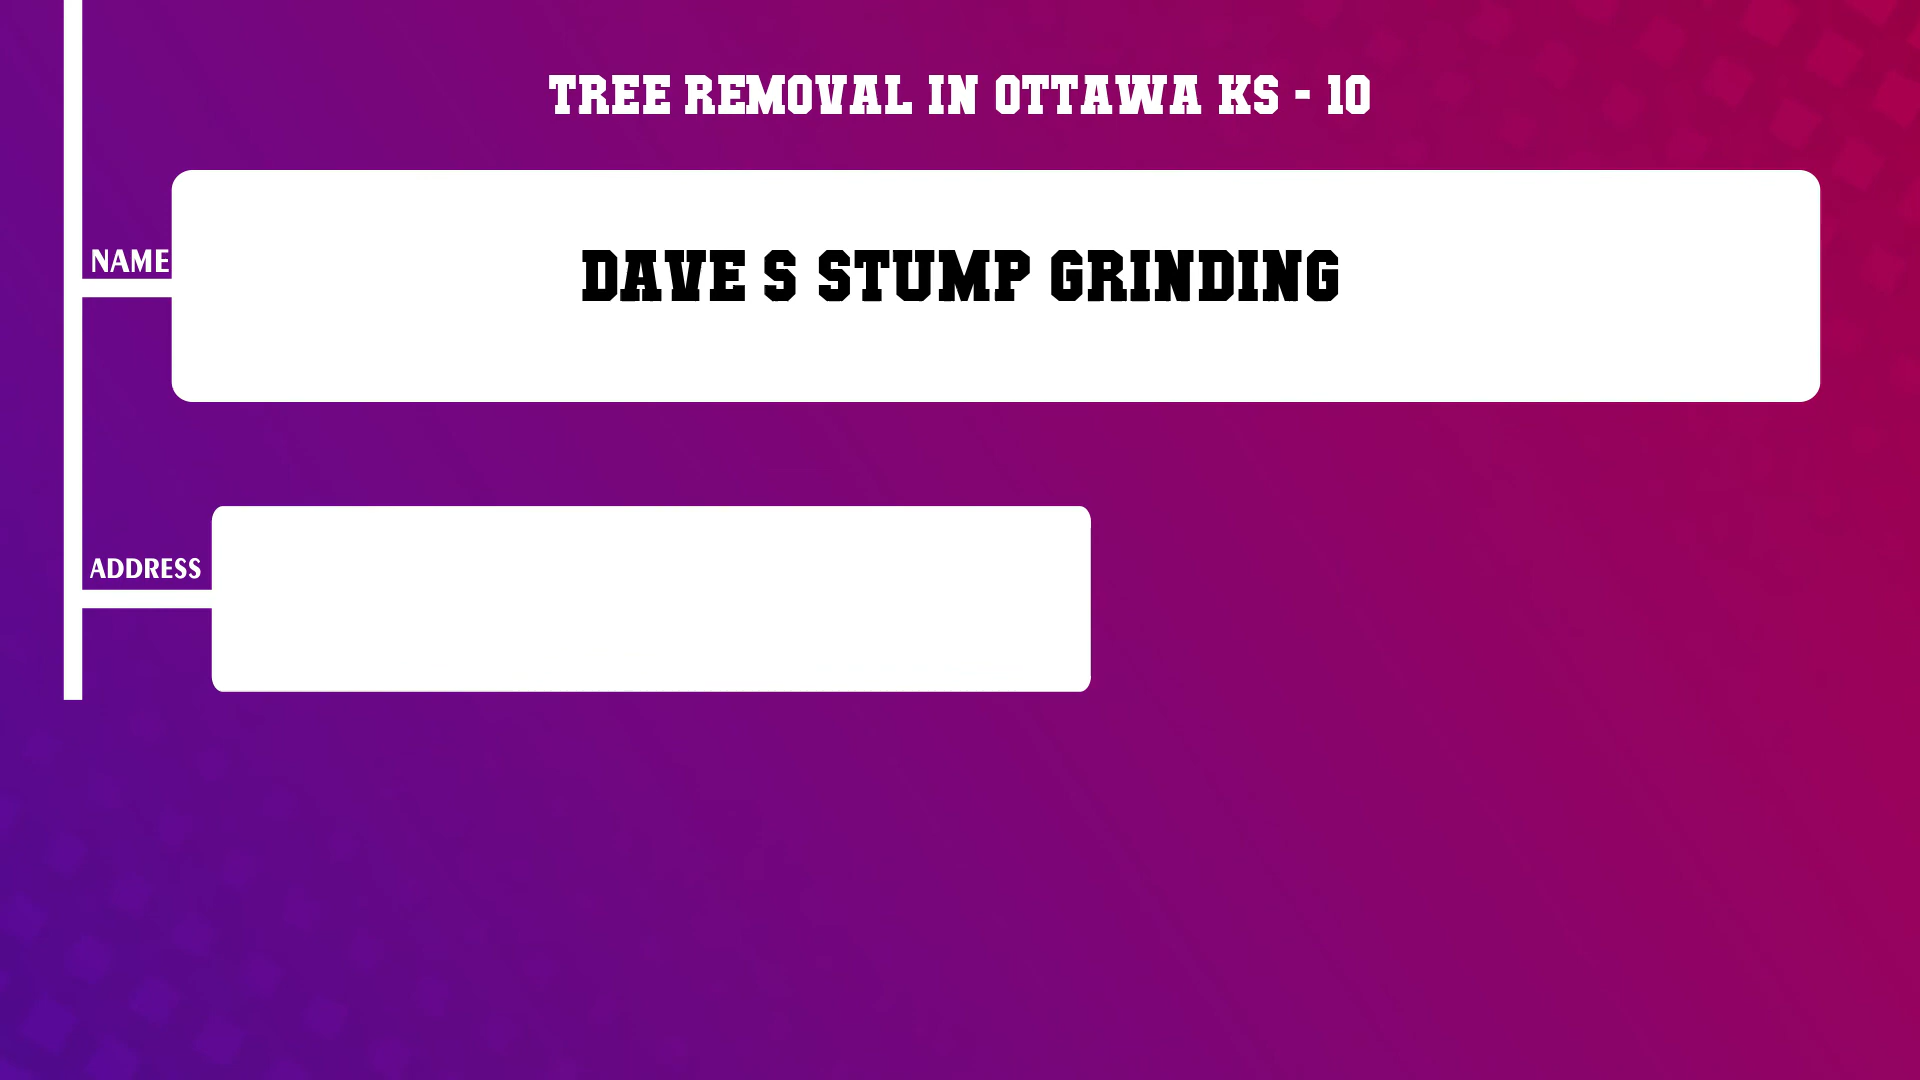 TREE REMOVAL IN OTTAWA KS - 10
NAME
DAVE S STUMP GRINDING
ADDRESS